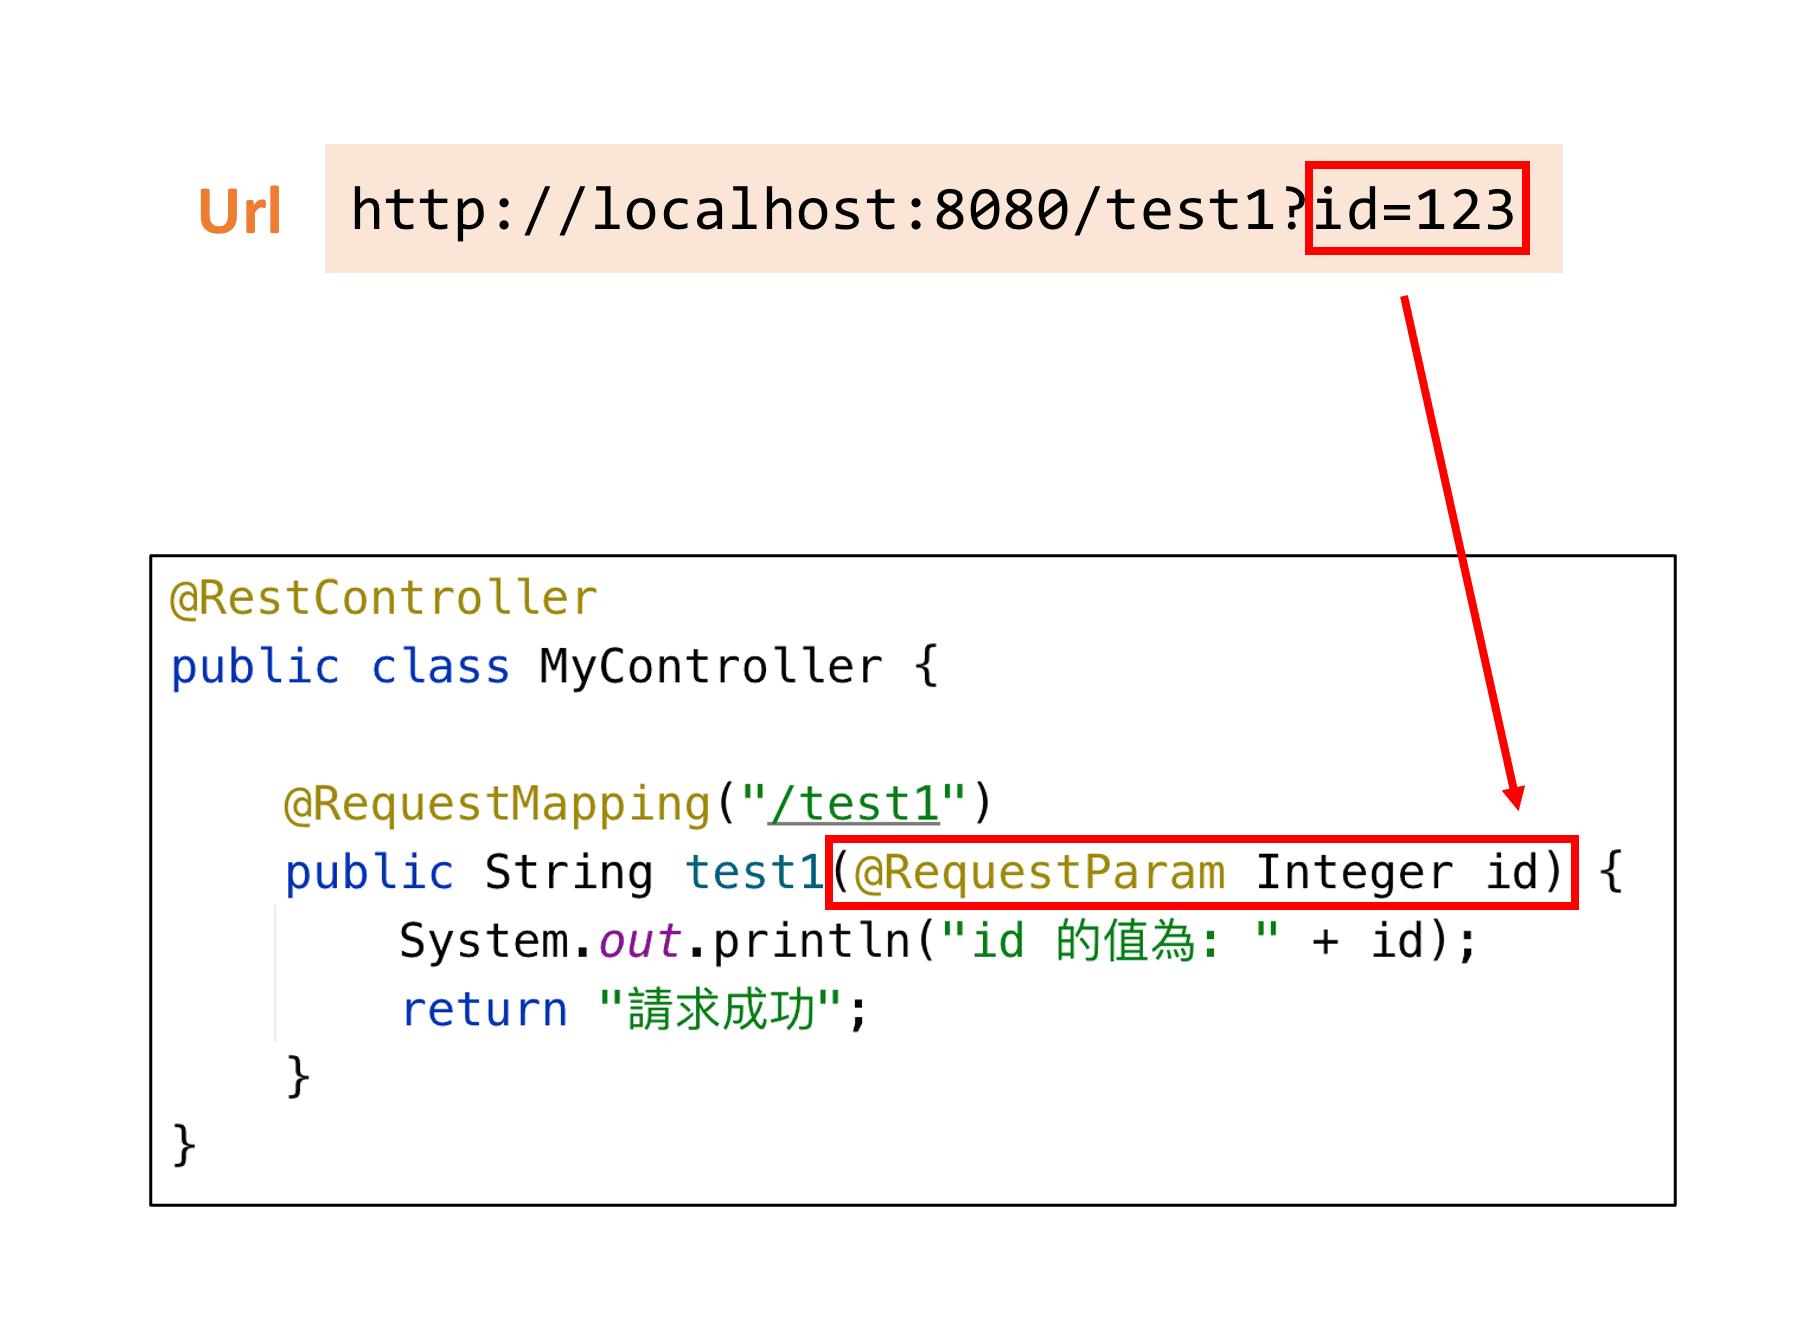 Url http://localhost:8080/test1?id=123
@RestController
public class MyController {
@RequestMapping("/test1")
public String test1(@RequestParam Integer id) {
System.out.println("id 的值為: " + id);
return "請求成功";
}
}